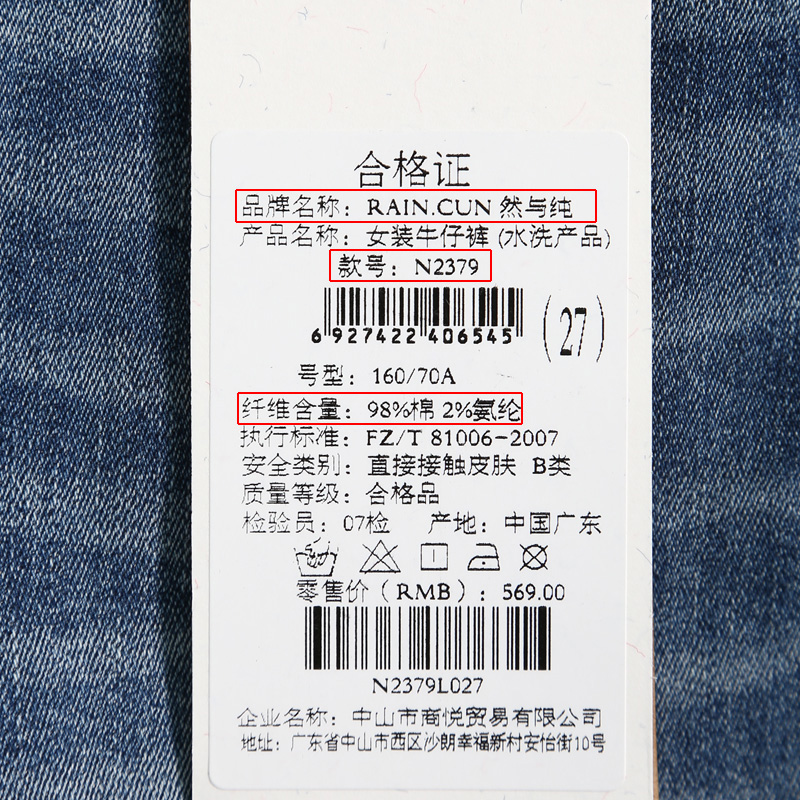 合格证
品牌名称：RAIN.CUN 然与纯
产品名称：女装牛仔裤 (水洗产品)
款号：N2379
6 927422 406545
(27)
号型：160/70A
纤维含量：98%棉 2%氨纶
执行标准：FZ/T 81006-2007
安全类别：直接接触皮肤 B类
质量等级：合格品
检验员：07检 产地：中国广东
零售价（RMB）：569.00
N2379L027
企业名称：中山市商悦贸易有限公司
地址：广东省中山市西区沙朗幸福新村安怡街10号